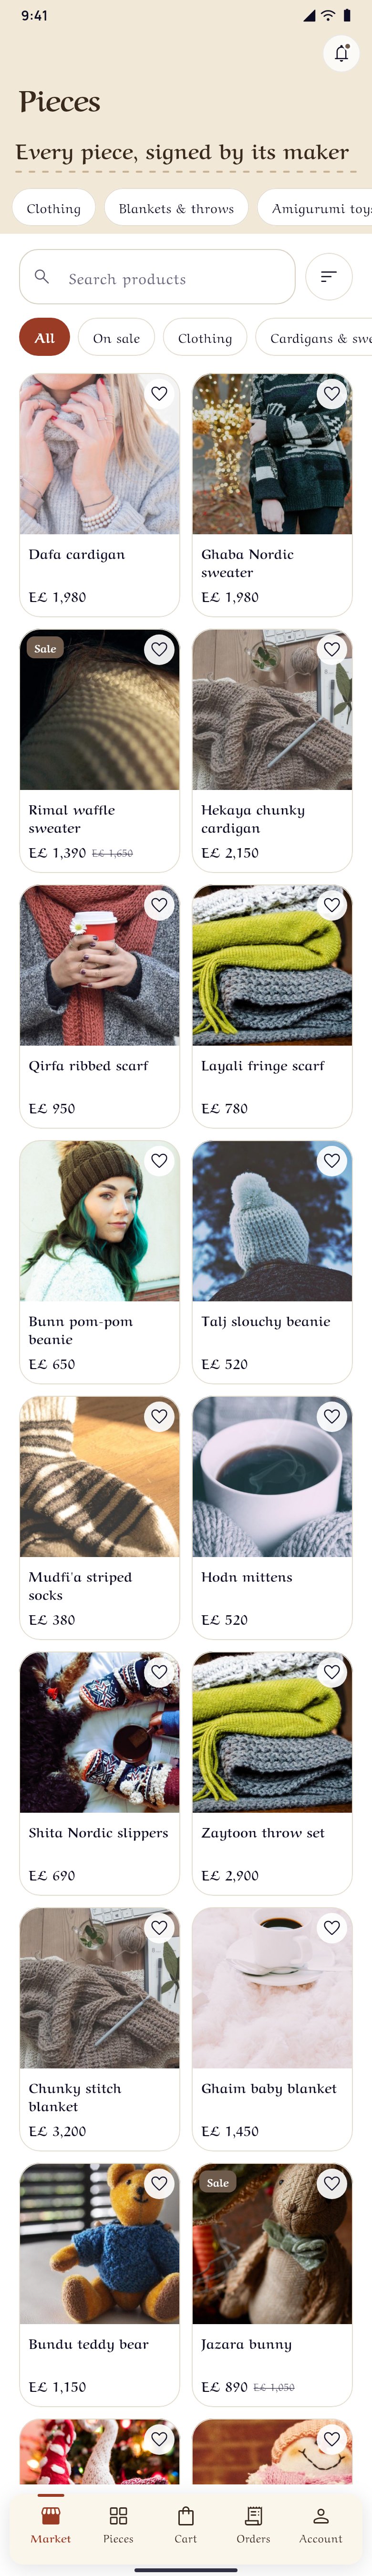 9:41
Pieces
Every piece, signed by its maker
Clothing
Blankets & throws
Amigurumi toys
Search products
All
On sale
Clothing
Cardigans & swe
Dafa cardigan
E£ 1,980
Ghaba Nordic
sweater
E£ 1,980
Sale
Rimal waffle
sweater
E£ 1,390 E£ 1,650
Hekaya chunky
cardigan
E£ 2,150
Qirfa ribbed scarf
E£ 950
Layali fringe scarf
E£ 780
Bunn pom-pom
beanie
E£ 650
Talj slouchy beanie
E£ 520
Mudfi'a striped
socks
E£ 380
Hodn mittens
E£ 520
Shita Nordic slippers
E£ 690
Zaytoon throw set
E£ 2,900
Chunky stitch
blanket
E£ 3,200
Ghaim baby blanket
E£ 1,450
Bundu teddy bear
E£ 1,150
Sale
Jazara bunny
E£ 890 E£ 1,050
Market
Pieces
Cart
Orders
Account